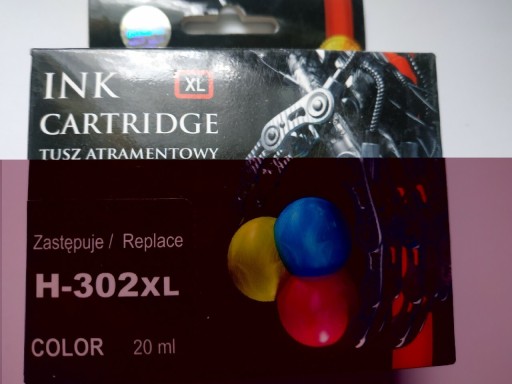 INK
XL
CARTRIDGE
TUSZ ATRAMENTOWY
Zastępuje / Replace
H-302XL
COLOR 20 ml